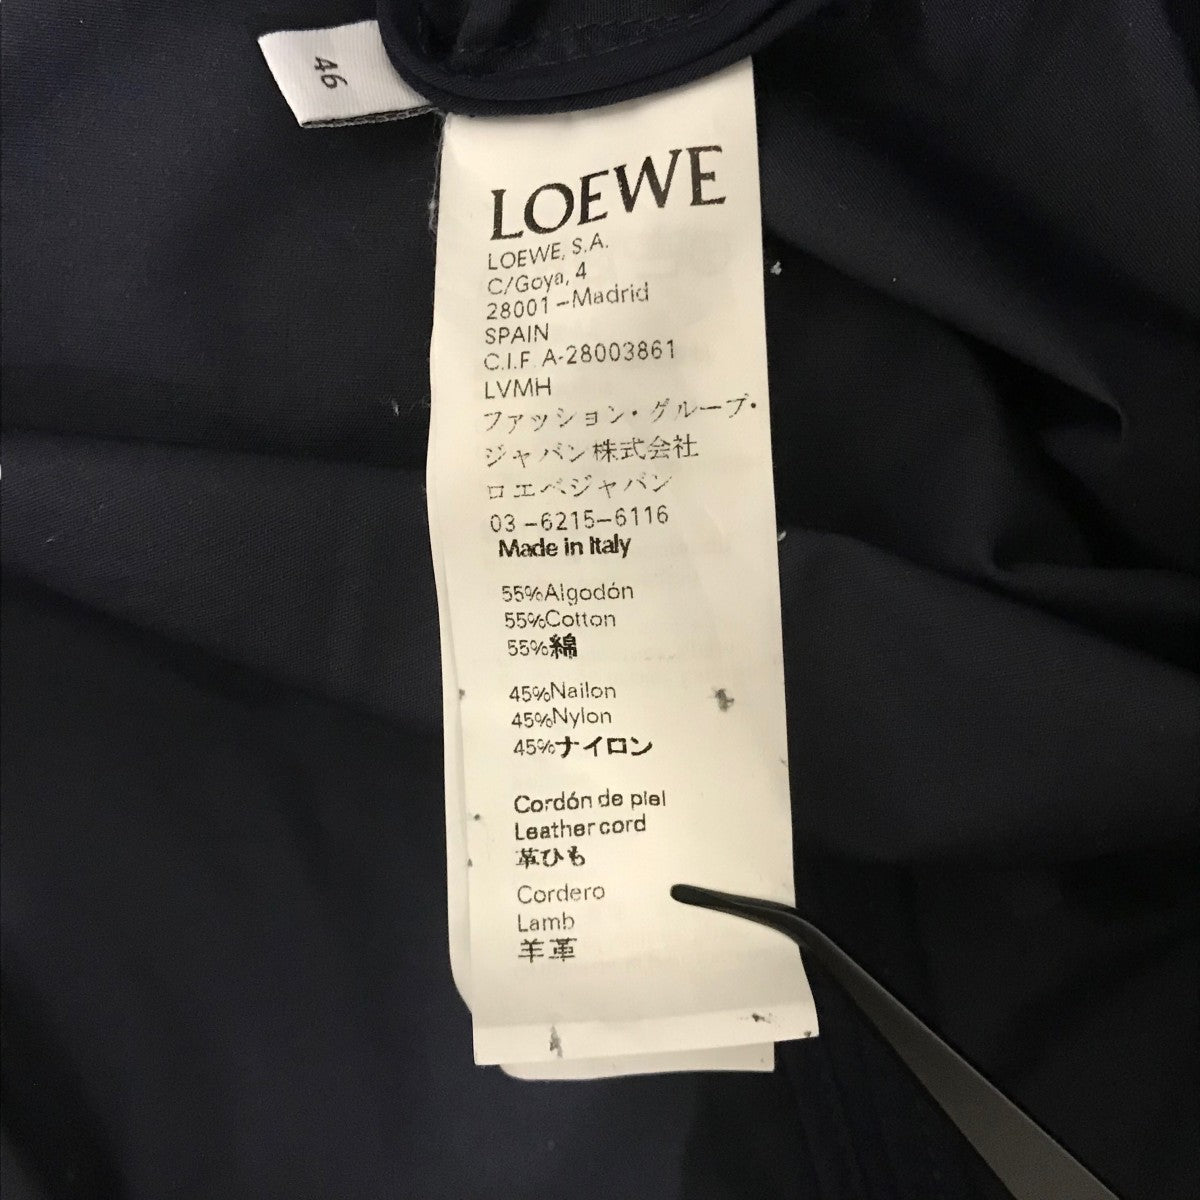 46
LOEWE
LOEWE, S.A.
C/Goya, 4
28001-Madrid
SPAIN
C.I.F. A-28003861
LVMH
ファッション・グループ・
ジャパン株式会社
ロエベジャパン
03-6215-6116
Made in Italy
55%Algodón
55%Cotton
55%綿
45%Nailon
45%Nylon
45%ナイロン
Cordón de piel
Leather cord
革ひも
Cordero
Lamb
羊革